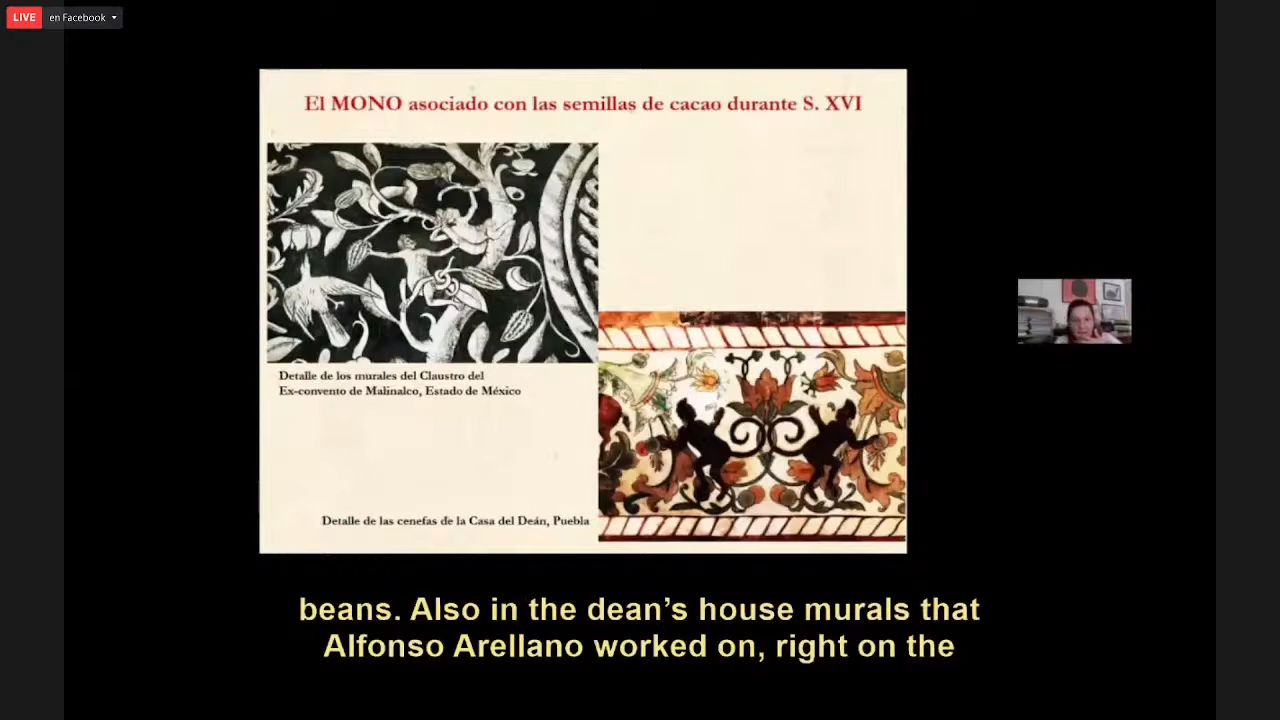 LIVE
en Facebook
El MONO asociado con las semillas de cacao durante S. XVI
Detalle de los murales del Claustro del
Ex-convento de Malinalco, Estado de México
Detalle de las cenefas de la Casa del Deán, Puebla
beans. Also in the dean’s house murals that
Alfonso Arellano worked on, right on the